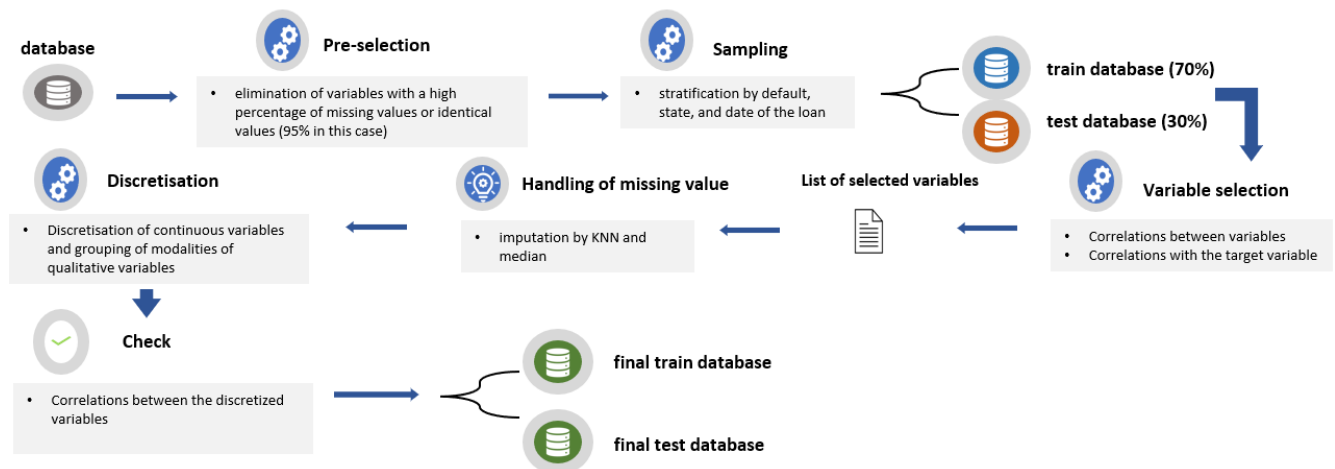 database
Pre-selection
• elimination of variables with a high
percentage of missing values or identical
values (95% in this case)
Sampling
• stratification by default,
state, and date of the loan
train database (70%)
test database (30%)
Variable selection
• Correlations between variables
• Correlations with the target variable
List of selected variables
Handling of missing value
• imputation by KNN and
median
Discretisation
• Discretisation of continuous variables
and grouping of modalities of
qualitative variables
Check
• Correlations between the discretized
variables
final train database
final test database